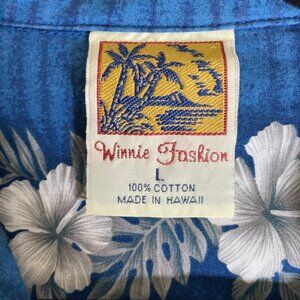 Winnie Fashion
L
100% COTTON
MADE IN HAWAII